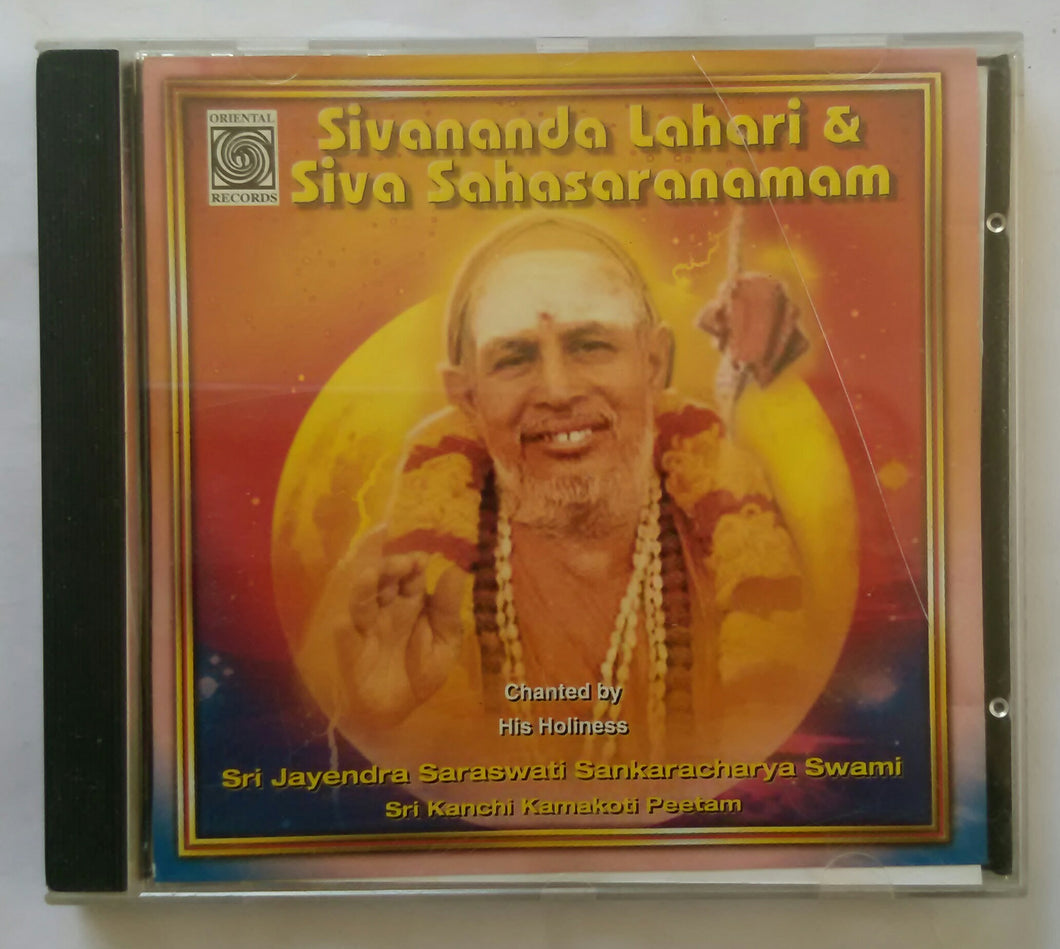 ORIENTAL
RECORDS
Sivananda Lahari &
Siva Sahasaranamam
Chanted by
His Holiness
Sri Jayendra Saraswati Sankaracharya Swami
Sri Kanchi Kamakoti Peetam